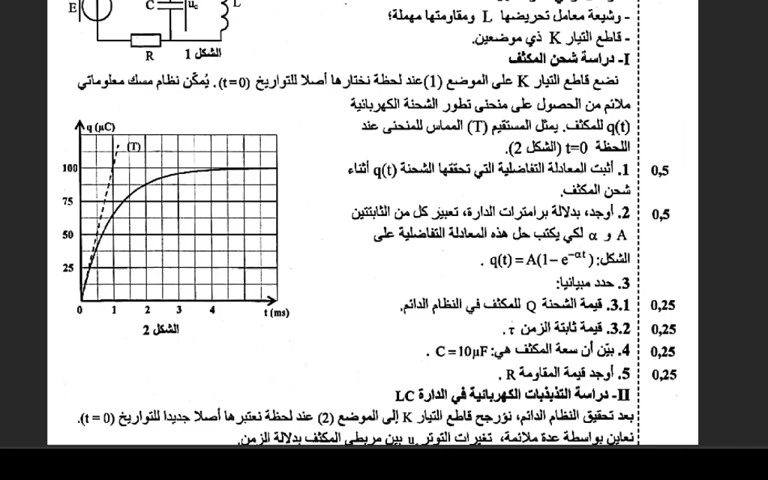 E
C
u_c
L
R
الشكل 1
- وشيعة معامل تحريضها L ومقاومتها مهملة؛
- قاطع التيار K ذي موضعين.
I- دراسة شحن المكثف
نضع قاطع التيار K على الموضع (1) عند لحظة نختارها أصلا للتواريخ (t=0). يُمكّن نظام مسك معلوماتي
ملائم من الحصول على منحنى تطور الشحنة الكهربائية
q(t) للمكثف. يمثل المستقيم (T) المماس للمنحنى عند
اللحظة t=0 (الشكل 2).
0,5 1. أثبت المعادلة التفاضلية التي تحققها الشحنة q(t) أثناء
شحن المكثف.
0,5 2. أوجد، بدلالة برامترات الدارة، تعبير كل من الثابتتين
A و α لكي يكتب حل هذه المعادلة التفاضلية على
الشكل: q(t) = A(1− e^{−αt}) .
3. حدد مبيانيا:
0,25 3.1. قيمة الشحنة Q للمكثف في النظام الدائم.
0,25 3.2. قيمة ثابتة الزمن τ .
0,25 4. بيّن أن سعة المكثف هي: C = 10μF .
0,25 5. أوجد قيمة المقاومة R .
q (μC)
(T)
100
75
50
25
0 1 2 3 4 t (ms)
الشكل 2
II- دراسة التذبذبات الكهربائية في الدارة LC
بعد تحقيق النظام الدائم، نؤرجح قاطع التيار K إلى الموضع (2) عند لحظة نعتبرها أصلا جديدا للتواريخ (t = 0).
نعاين بواسطة عدة ملائمة، تغيرات التوتر u بين مربطي المكثف بدلالة الزمن.